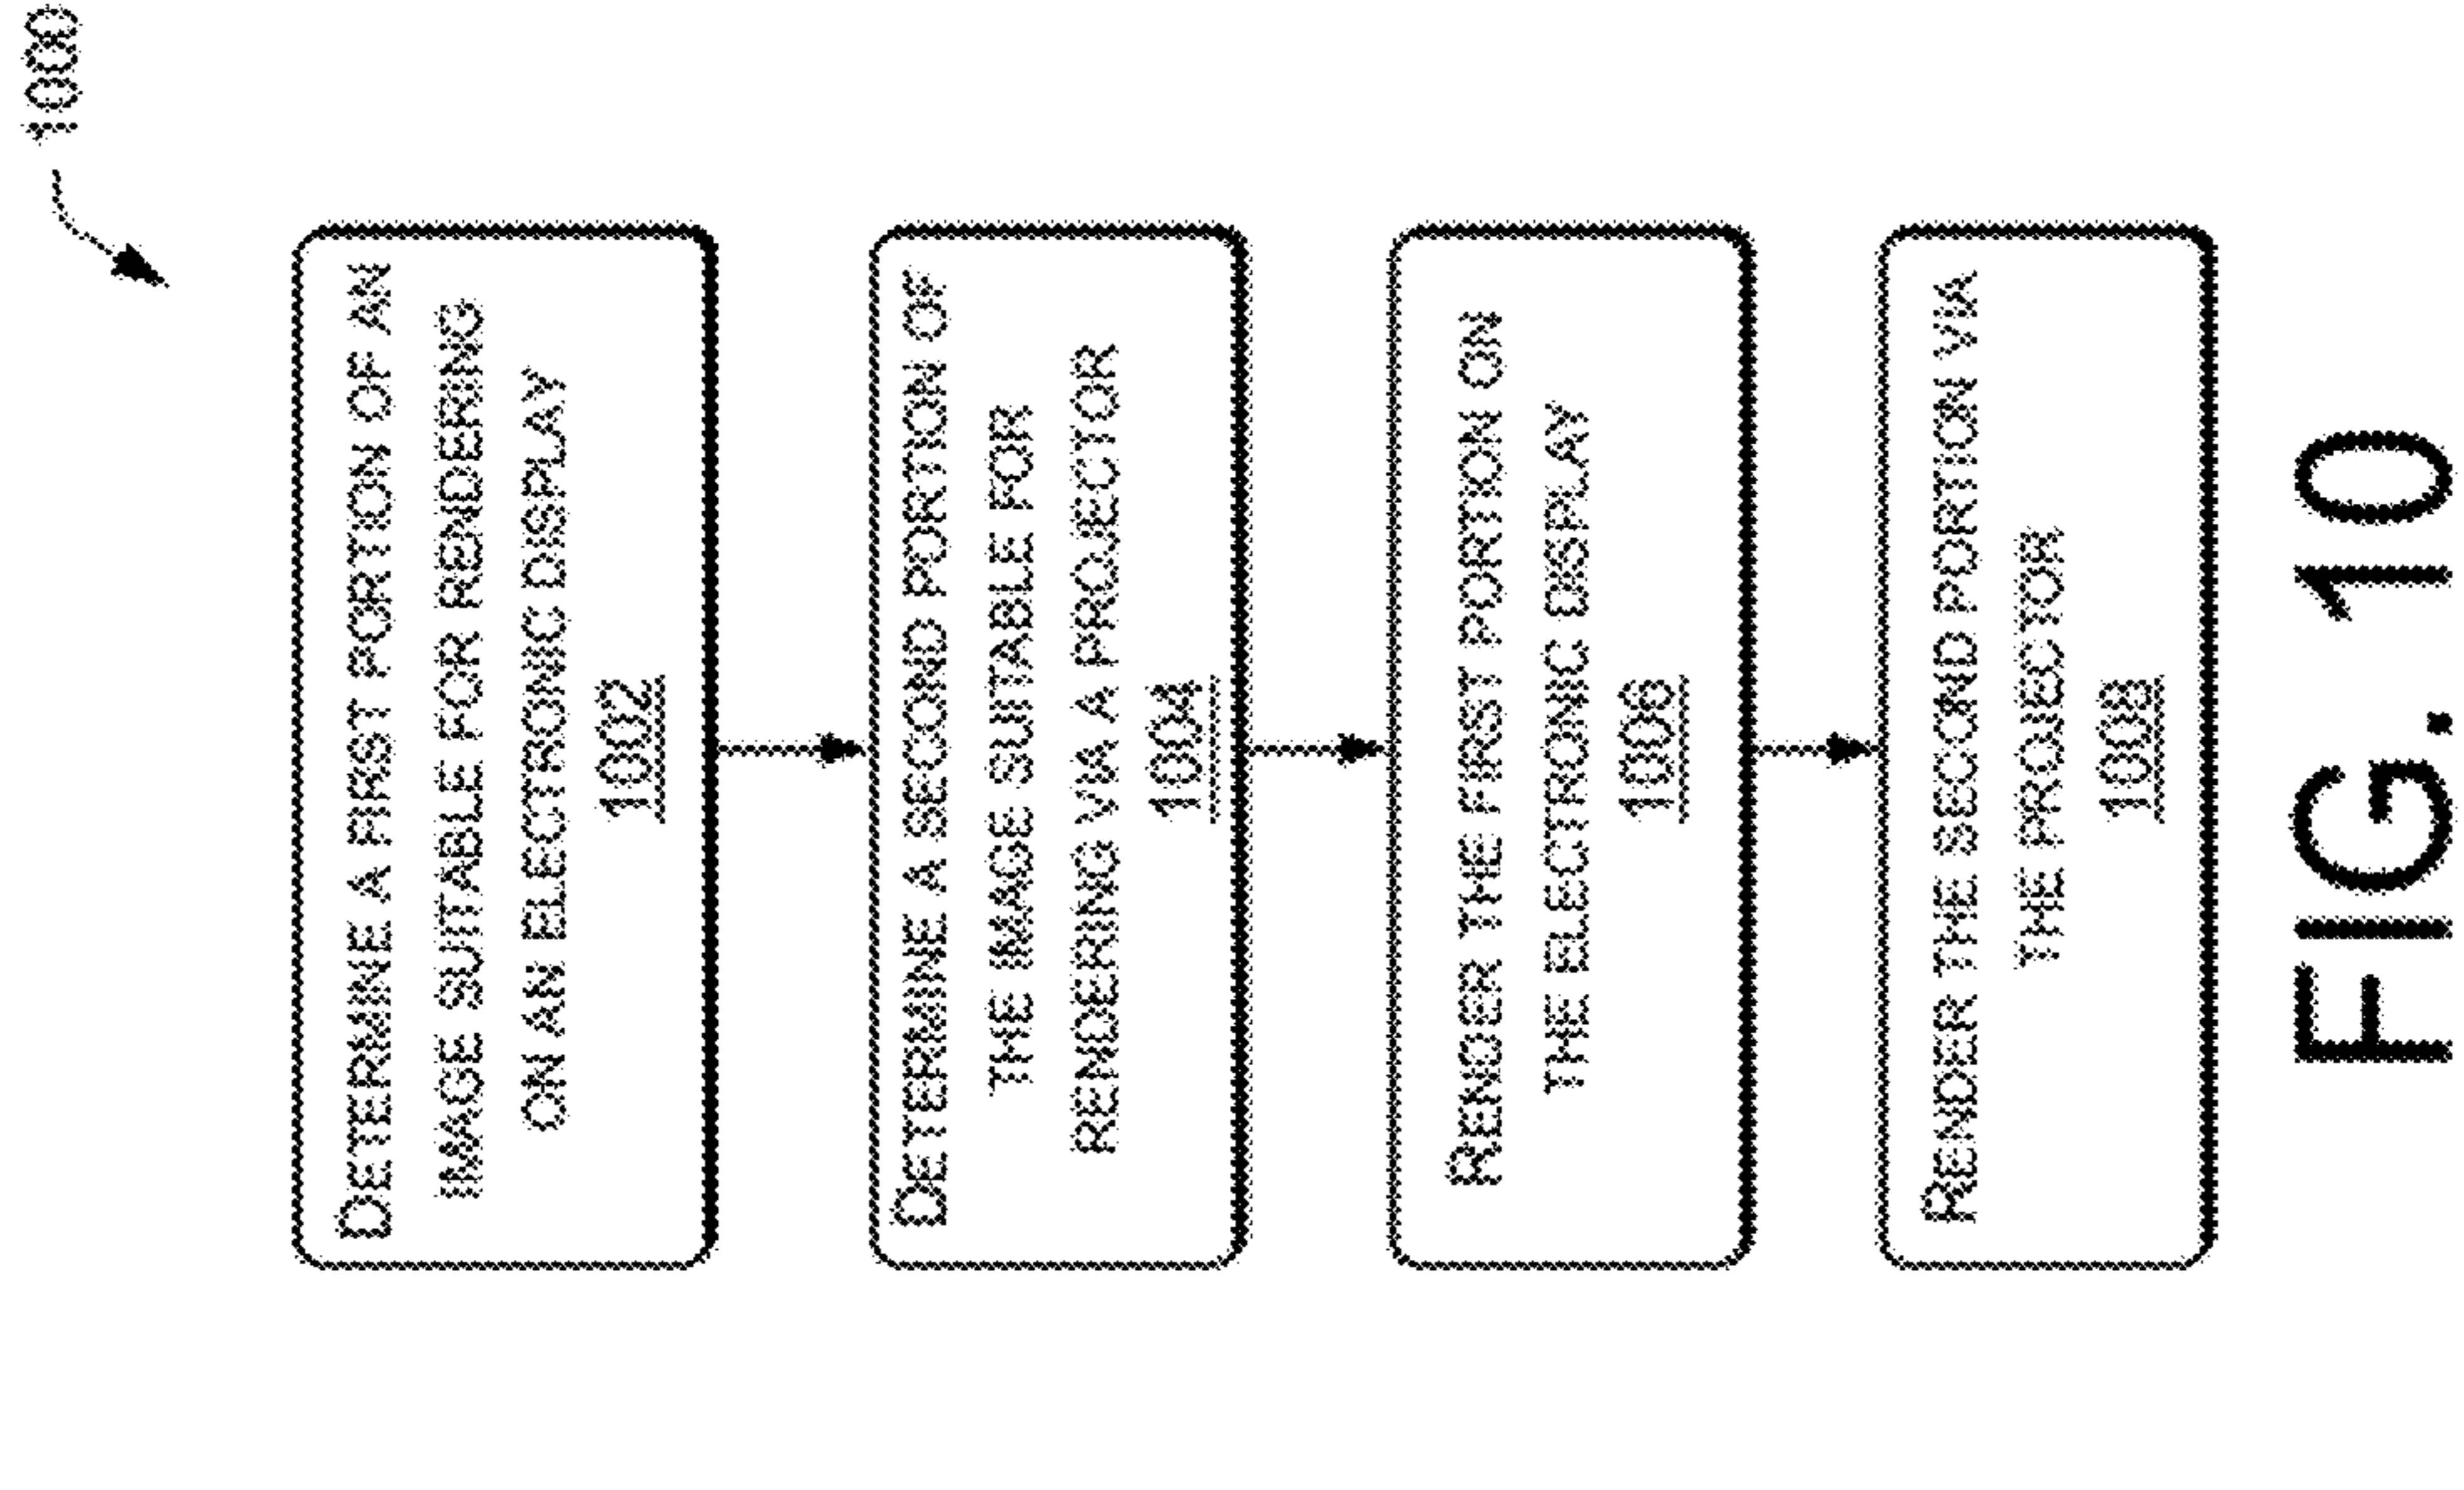 1000
DETERMINE A FIRST PORTION OF AN
IMAGE SUITABLE FOR RENDERING
ON AN ELECTRONIC DISPLAY
1002
DETERMINE A SECOND PORTION OF
THE IMAGE SUITABLE FOR
RENDERING VIA A PROJECTOR
1004
RENDER THE FIRST PORTION ON
THE ELECTRONIC DISPLAY
1006
RENDER THE SECOND PORTION VIA
THE PROJECTOR
1008
FIG. 10